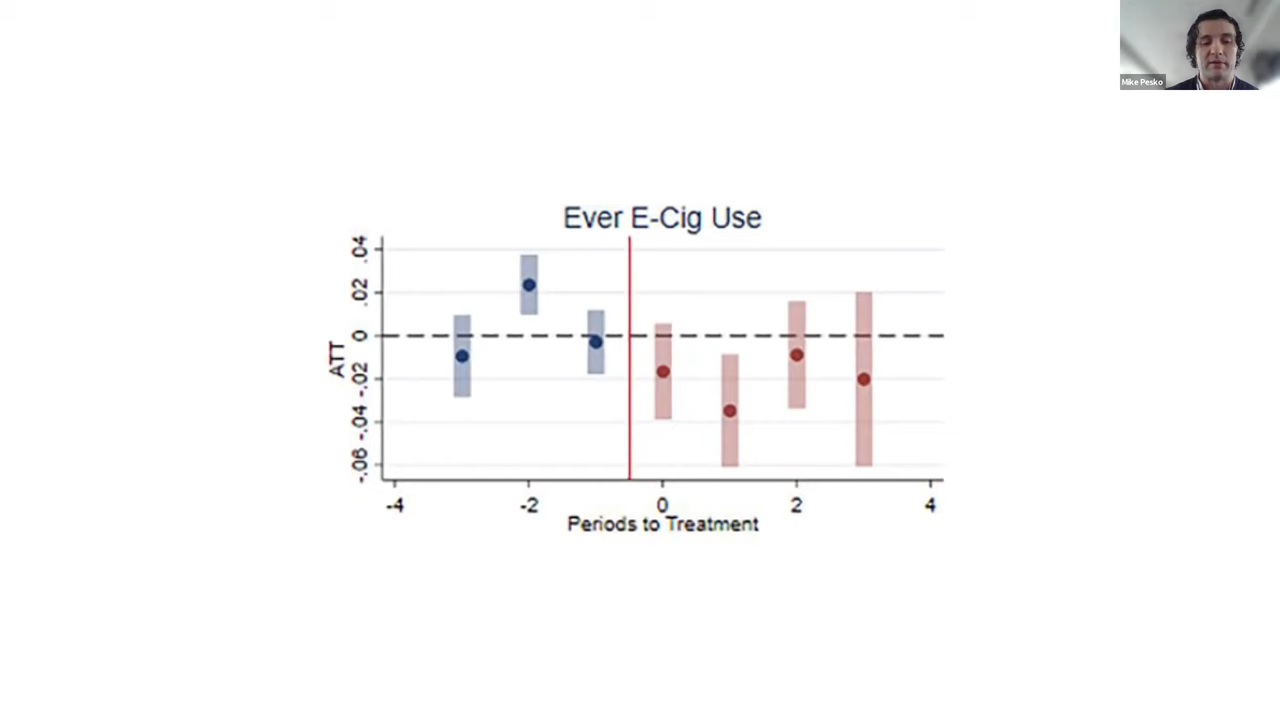 Mike Pesko
Ever E-Cig Use
.04
.02
0
-.02
-.04
-.06
ATT
-4
-2
0
2
4
Periods to Treatment